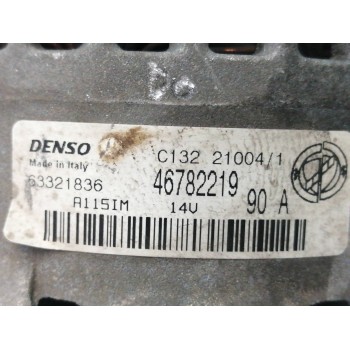 DENSO C132 21004/1
Made in Italy
63321836 46782219
A115IM 14V 90 A